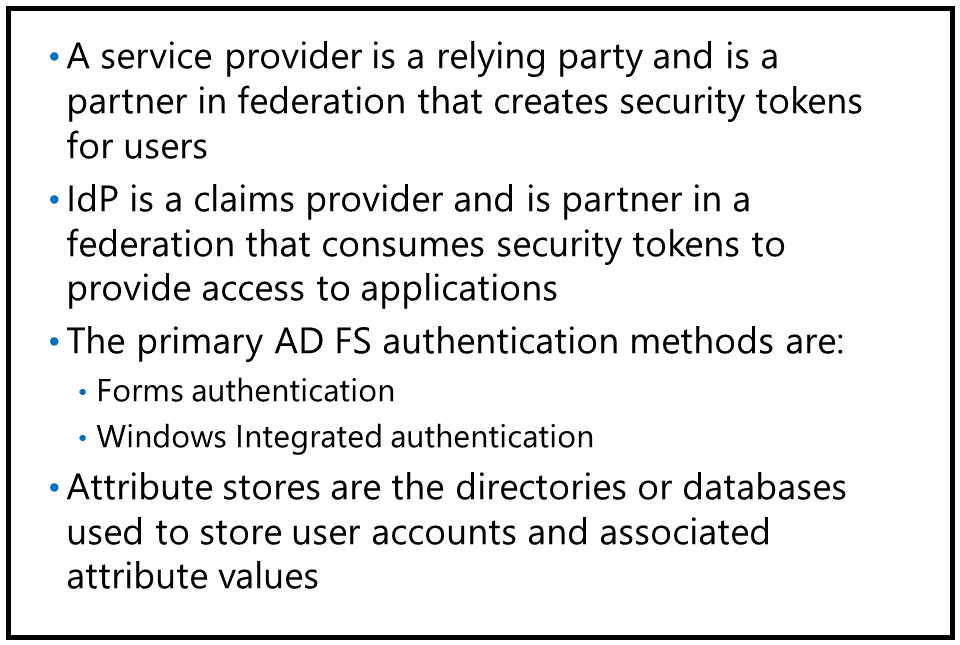 • A service provider is a relying party and is a
partner in federation that creates security tokens
for users
• IdP is a claims provider and is partner in a
federation that consumes security tokens to
provide access to applications
• The primary AD FS authentication methods are:
• Forms authentication
• Windows Integrated authentication
• Attribute stores are the directories or databases
used to store user accounts and associated
attribute values